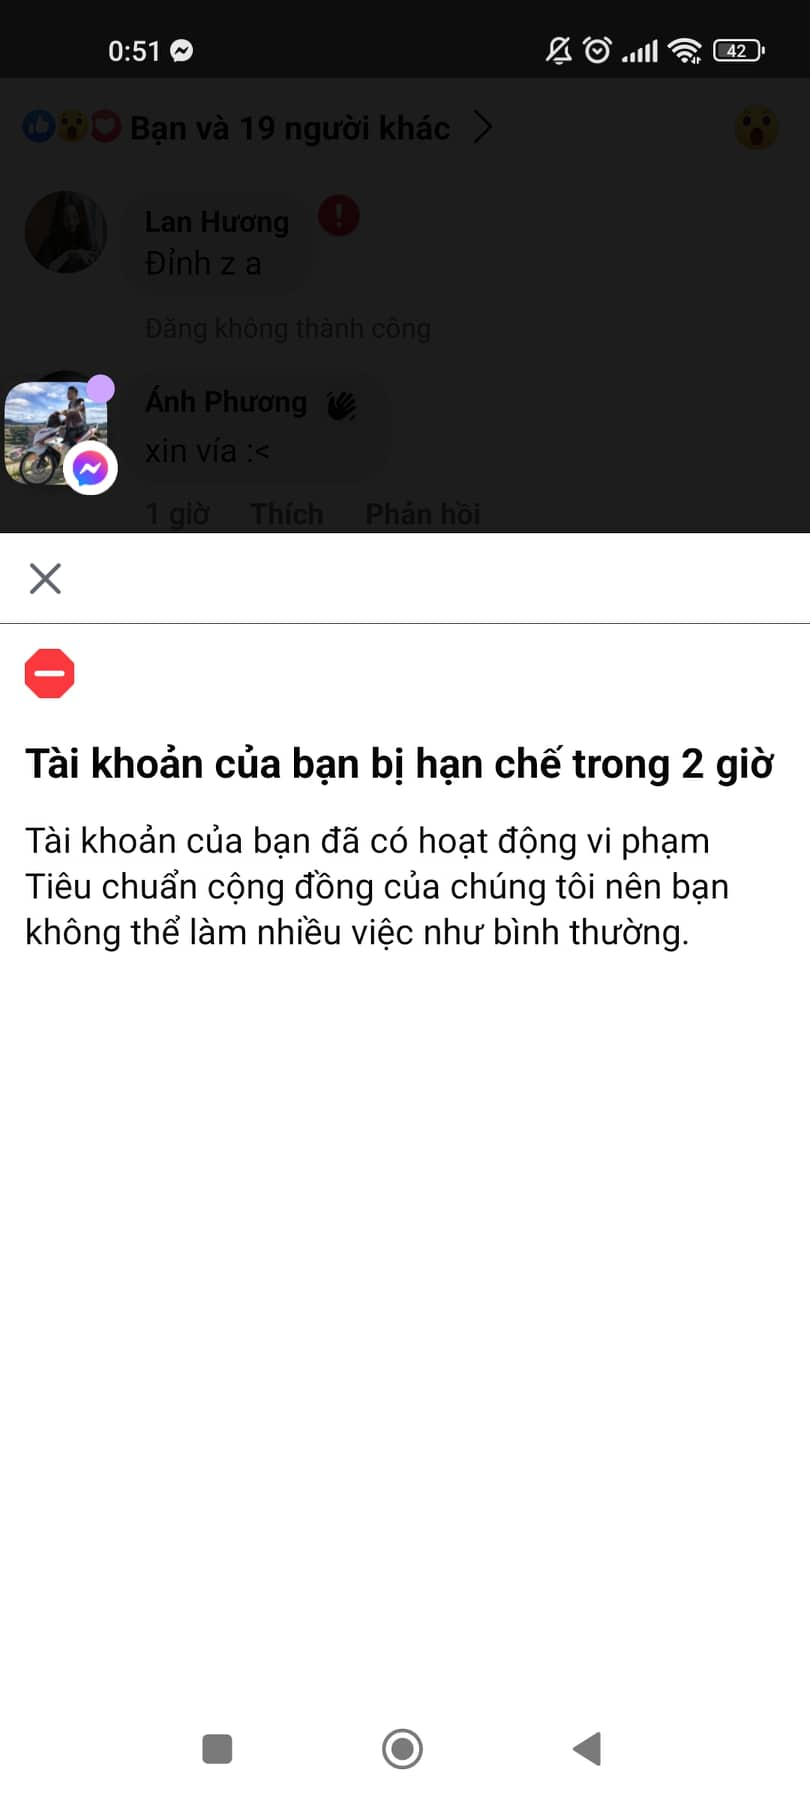 0:51
42
Bạn và 19 người khác
Lan Hương
Đỉnh z a
Đăng không thành công
Ánh Phương
xin vía :<
1 giờ Thích Phản hồi
Tài khoản của bạn bị hạn chế trong 2 giờ
Tài khoản của bạn đã có hoạt động vi phạm
Tiêu chuẩn cộng đồng của chúng tôi nên bạn
không thể làm nhiều việc như bình thường.